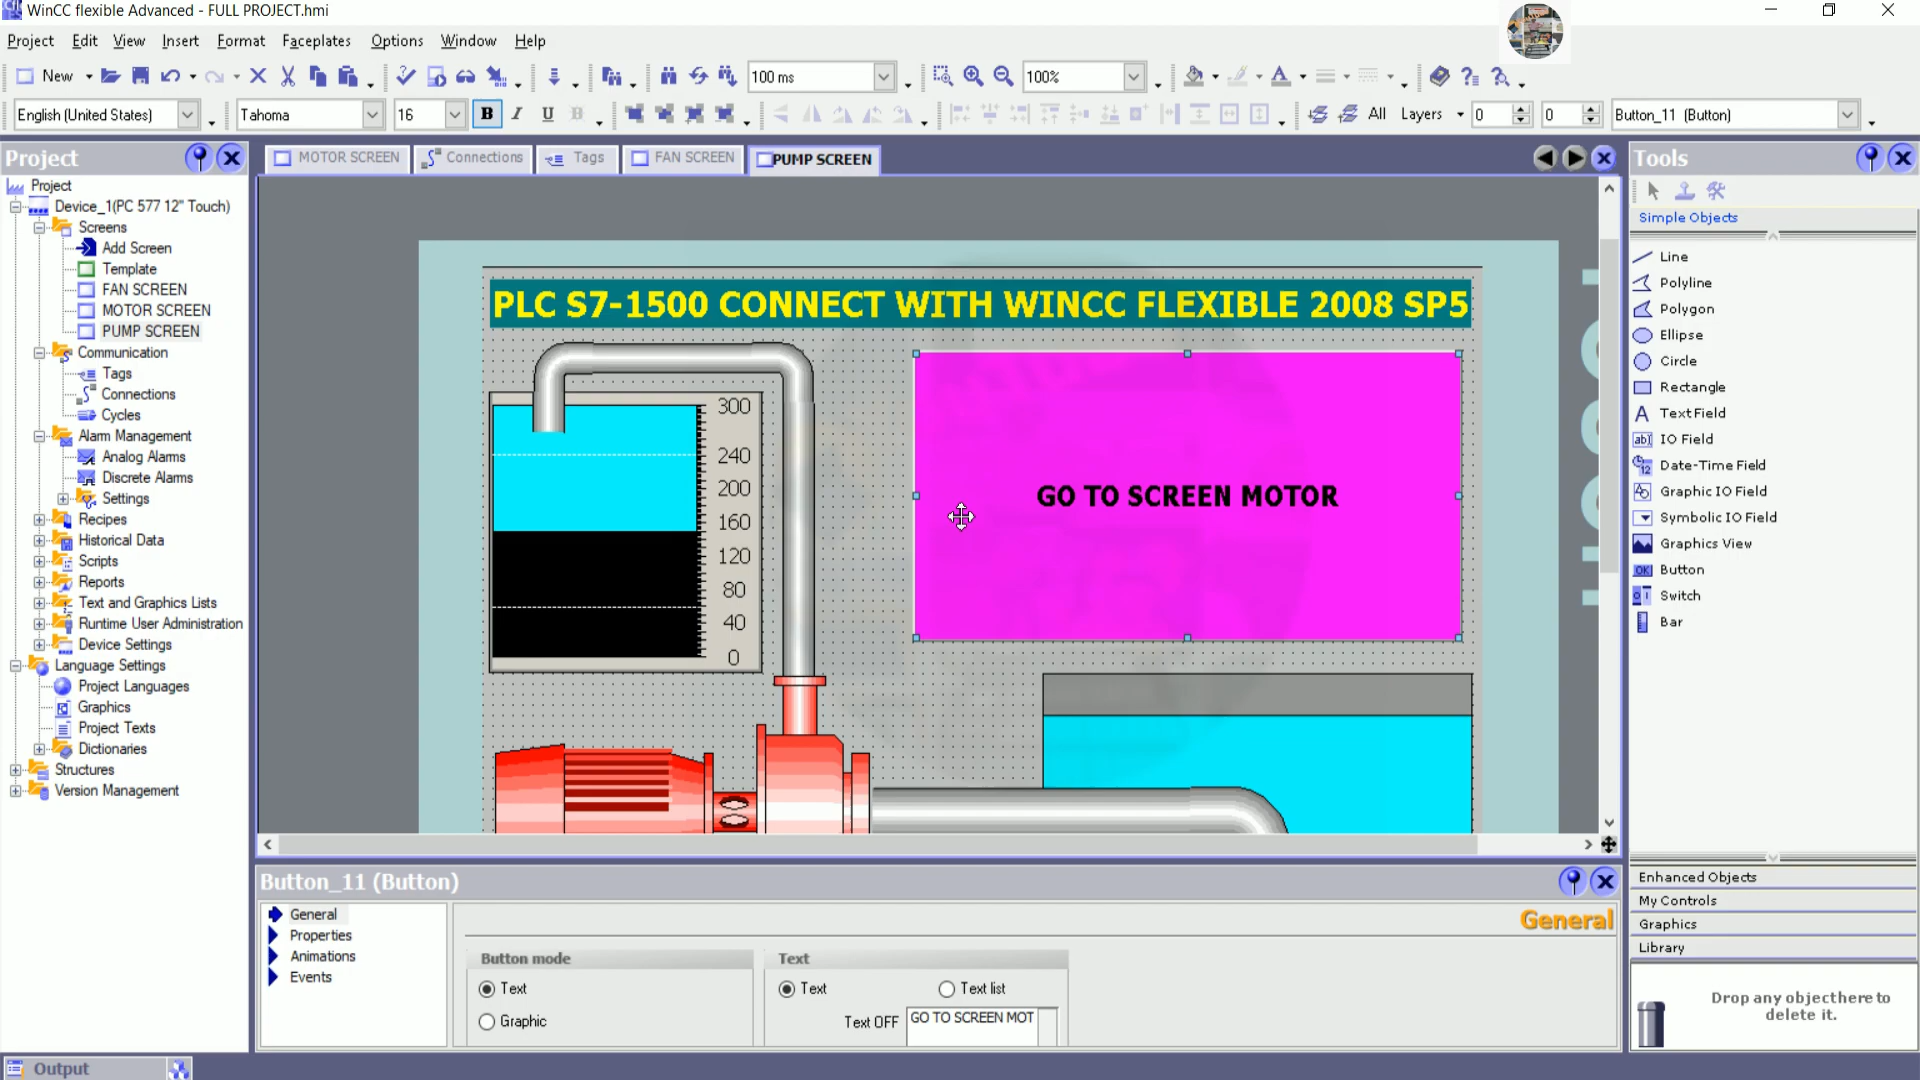 WinCC flexible Advanced - FULL PROJECT.hmi
Project Edit View Insert Format Faceplates Options Window Help
New 100 ms 100%
English (United States) Tahoma 16 B I U B All Layers 0 0 Button_11 (Button)
Project
MOTOR SCREEN Connections Tags FAN SCREEN PUMP SCREEN
Tools
Project
Device_1(PC 577 12" Touch)
Screens
Add Screen
Template
FAN SCREEN
MOTOR SCREEN
PUMP SCREEN
Communication
Tags
Connections
Cycles
Alarm Management
Analog Alarms
Discrete Alarms
Settings
Recipes
Historical Data
Scripts
Reports
Text and Graphics Lists
Runtime User Administration
Device Settings
Language Settings
Project Languages
Graphics
Project Texts
Dictionaries
Structures
Version Management
PLC S7-1500 CONNECT WITH WINCC FLEXIBLE 2008 SP5
300
240
200
160
120
80
40
0
GO TO SCREEN MOTOR
Simple Objects
Line
Polyline
Polygon
Ellipse
Circle
Rectangle
TextField
IO Field
Date-Time Field
Graphic IO Field
Symbolic IO Field
Graphics View
Button
Switch
Bar
Enhanced Objects
My Controls
Graphics
Library
Drop any objecthere to
delete it.
Button_11 (Button)
General
Properties
Animations
Events
General
Button mode
Text
Graphic
Text
Text
Text list
Text OFF GO TO SCREEN MOT
Output